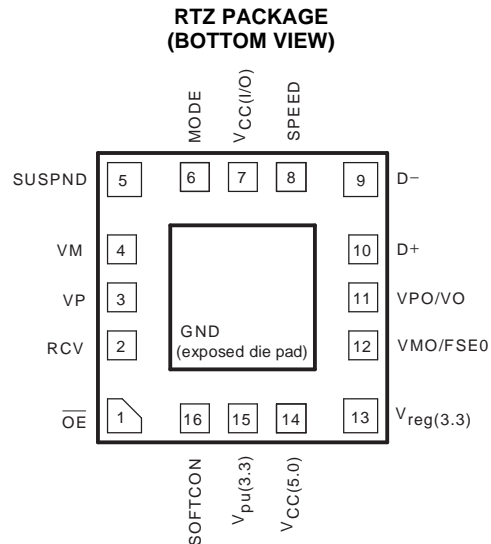 RTZ PACKAGE
(BOTTOM VIEW)
MODE
VCC(I/O)
SPEED
SUSPND 5 6 7 8 9 D−
VM 4 10 D+
VP 3 11 VPO/VO
GND
(exposed die pad)
RCV 2 12 VMO/FSE0
OE 1 16 15 14 13 Vreg(3.3)
SOFTCON
Vpu(3.3)
VCC(5.0)